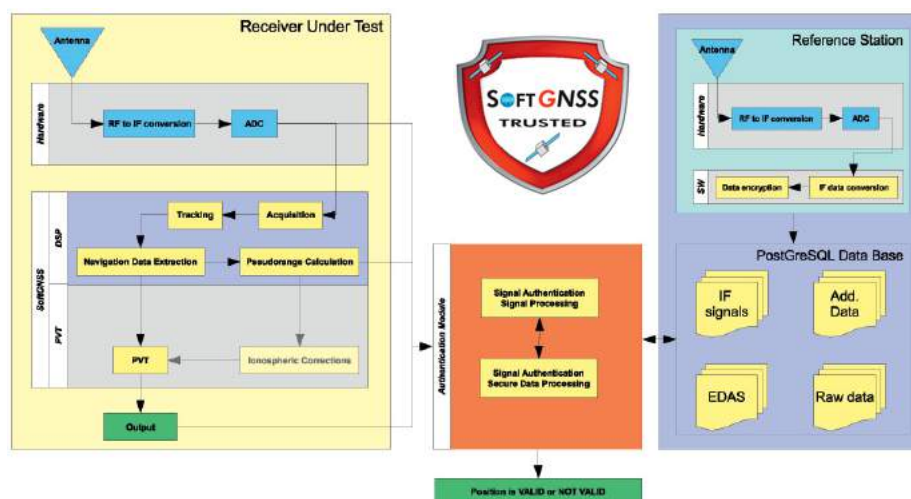 Receiver Under Test
Antenna
Hardware
RF to IF conversion
ADC
SoftGNSS
DSP
Tracking
Acquisition
Navigation Data Extraction
Pseudorange Calculation
PVT
PVT
Ionospheric Corrections
Output
SOFT GNSS
TRUSTED
Authentication Module
Signal Authentication
Signal Processing
Signal Authentication
Secure Data Processing
Position is VALID or NOT VALID
Reference Station
Antenna
Hardware
RF to IF conversion
ADC
SW
Data encryption
IF data conversion
PostGreSQL Data Base
IF
signals
Add.
Data
EDAS
Raw data